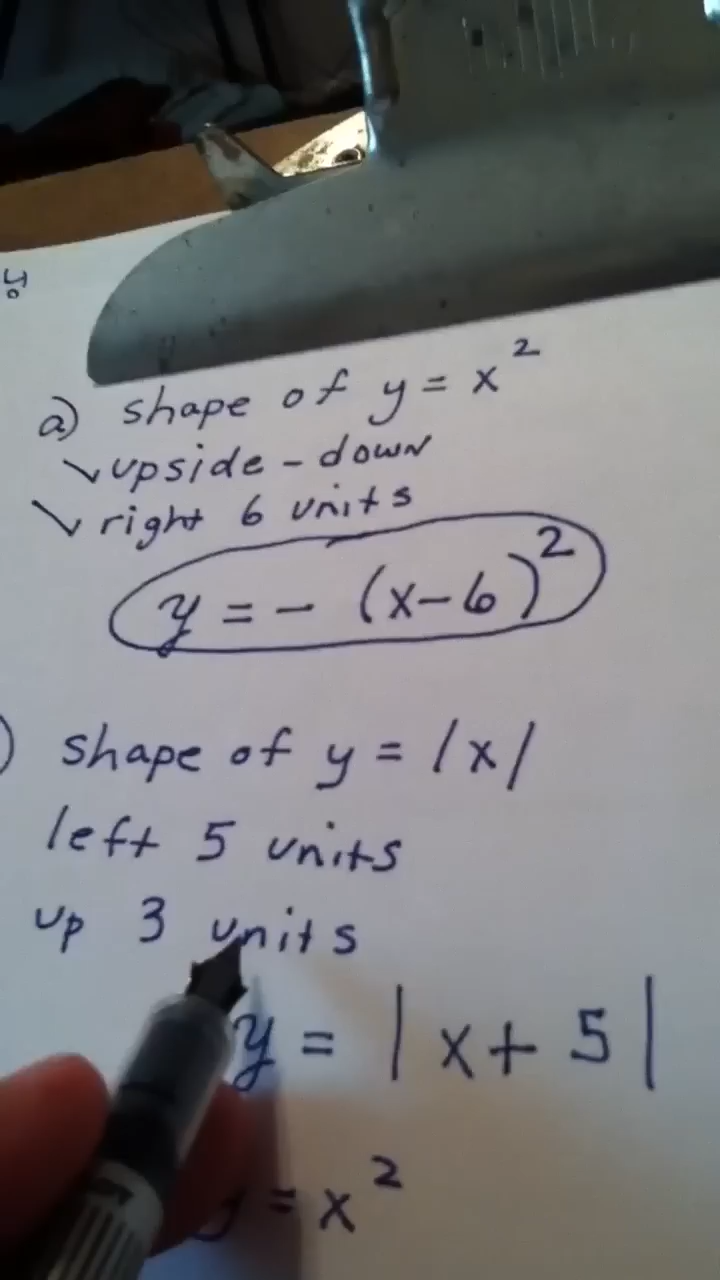 a) shape of y = x²
upside-down
right 6 units
y = - (x-6)²
) shape of y = |x|
left 5 units
up 3 units
y = |x + 5|
y = x²